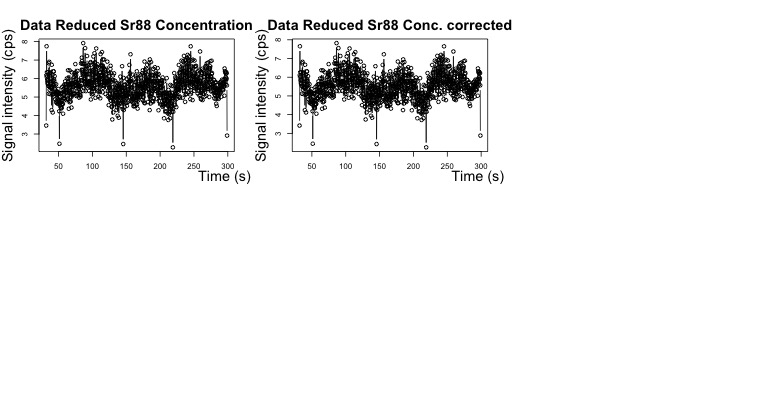 Data Reduced Sr88 Concentration
Signal intensity (cps)
8
7
6
5
4
3
50 100 150 200 250 300
Time (s)
Data Reduced Sr88 Conc. corrected
Signal intensity (cps)
8
7
6
5
4
3
50 100 150 200 250 300
Time (s)